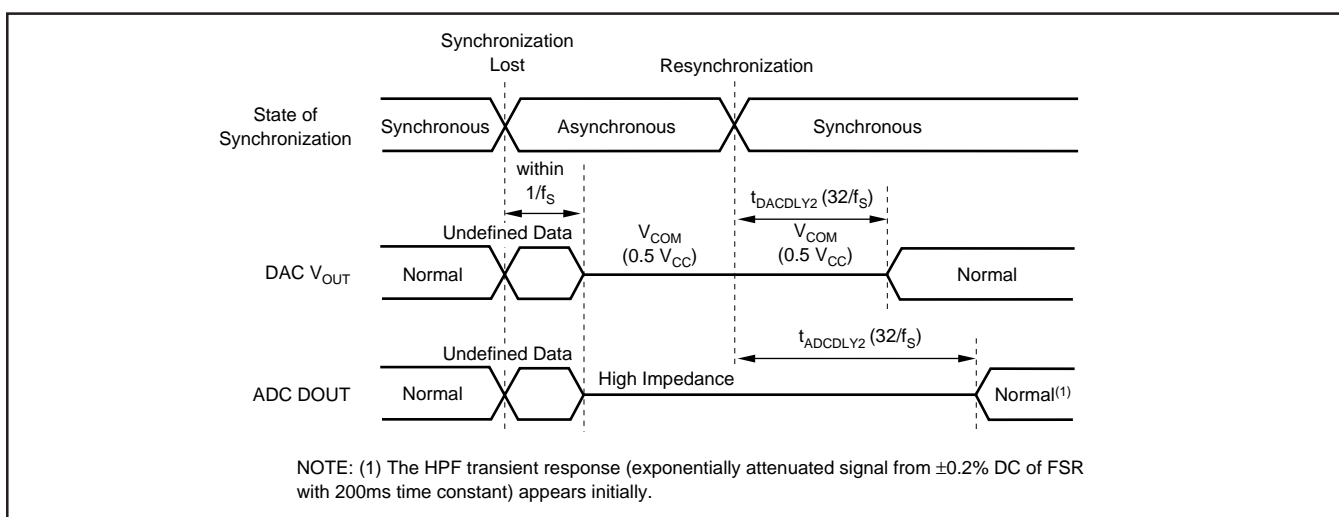 Synchronization
Lost
Resynchronization
State of
Synchronization
Synchronous
Asynchronous
Synchronous
within
1/fS
tDACDLY2 (32/fS)
Undefined Data
VCOM
(0.5 VCC)
VCOM
(0.5 VCC)
DAC VOUT
Normal
Normal
tADCDLY2 (32/fS)
Undefined Data
High Impedance
ADC DOUT
Normal
Normal(1)
NOTE: (1) The HPF transient response (exponentially attenuated signal from ±0.2% DC of FSR
with 200ms time constant) appears initially.